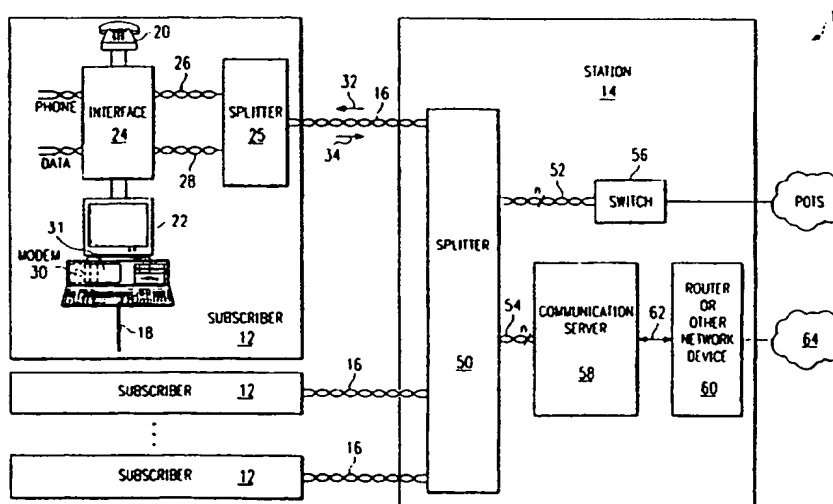 20
26
PHONE
INTERFACE
24
SPLITTER
25
DATA
28
22
31
MODEM
30
18
SUBSCRIBER
12
32
16
34
STATION
14
SPLITTER
50
n
52
56
SWITCH
POTS
54
n
COMMUNICATION
SERVER
58
62
ROUTER
OR
OTHER
NETWORK
DEVICE
60
64
SUBSCRIBER 12
16
SUBSCRIBER 12
16